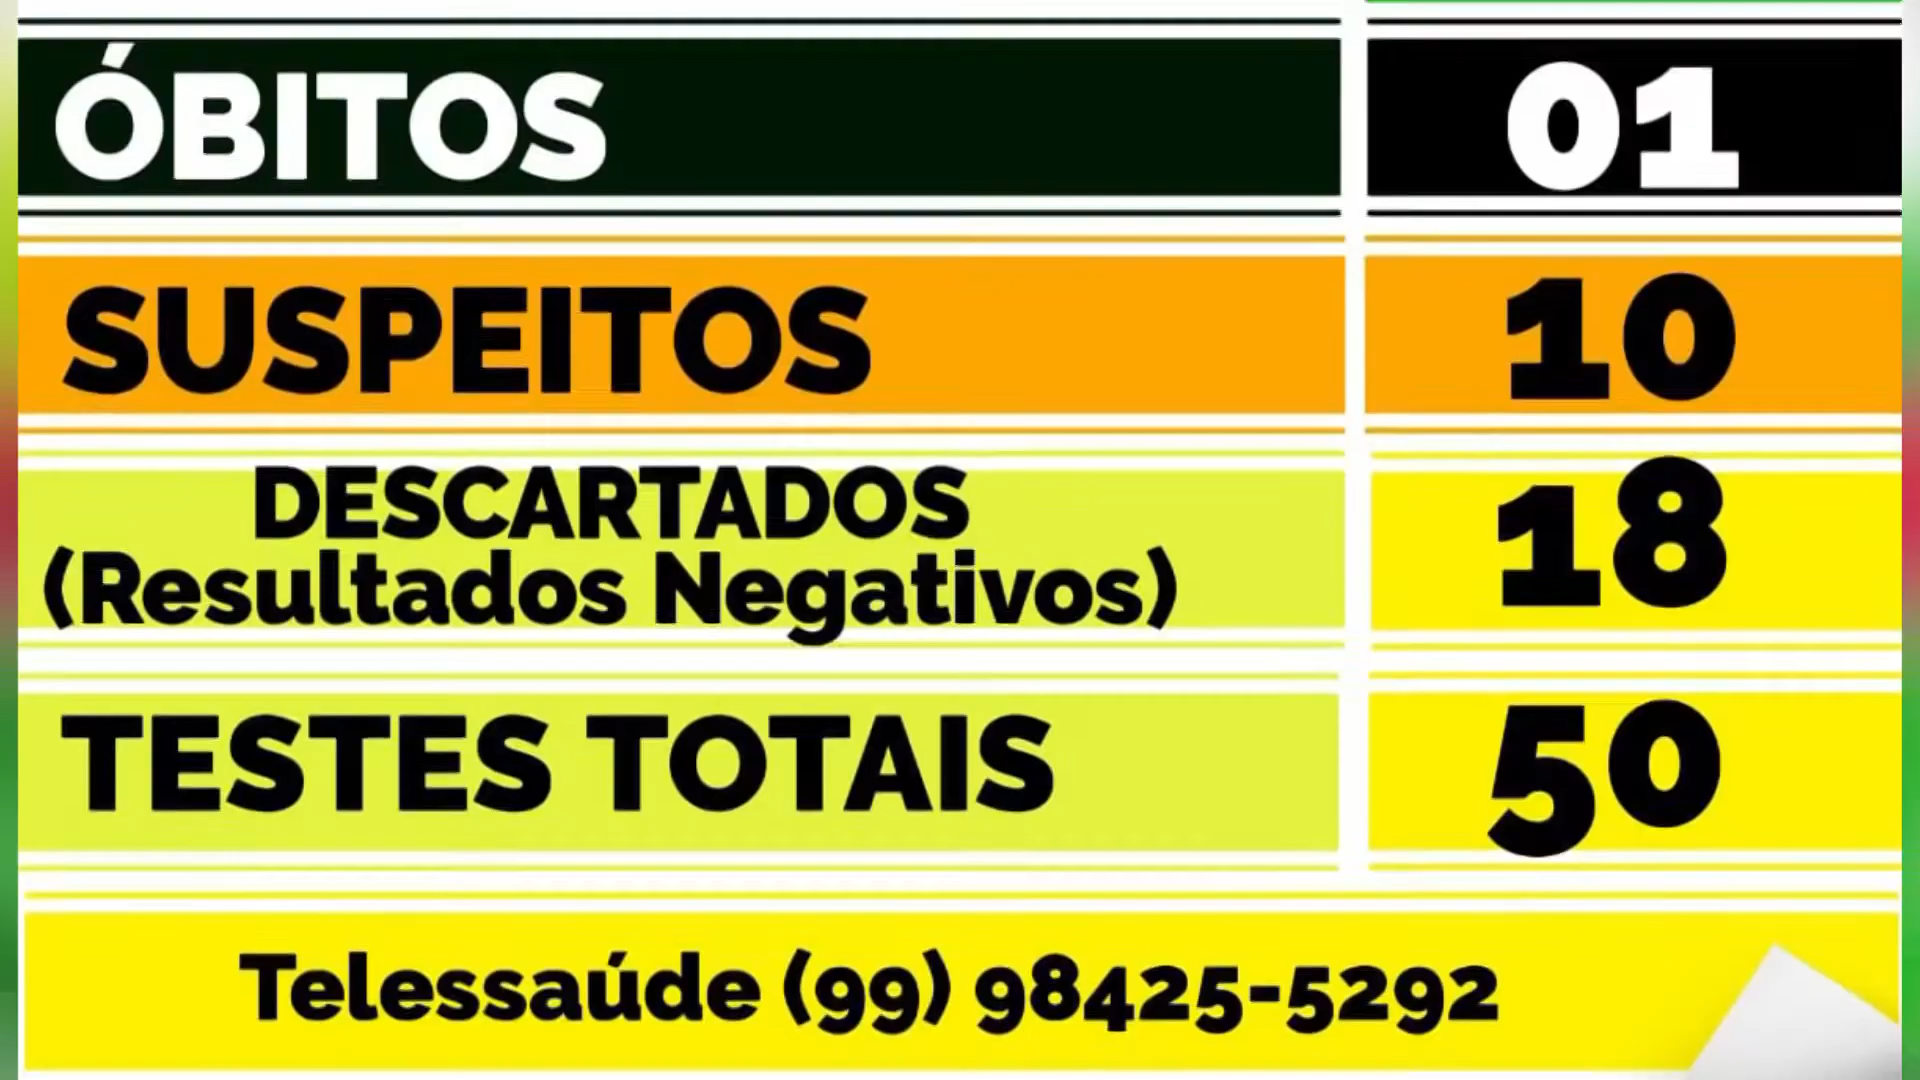 ÓBITOS 01
SUSPEITOS 10
DESCARTADOS
(Resultados Negativos) 18
TESTES TOTAIS 50
Telessaúde (99) 98425-5292